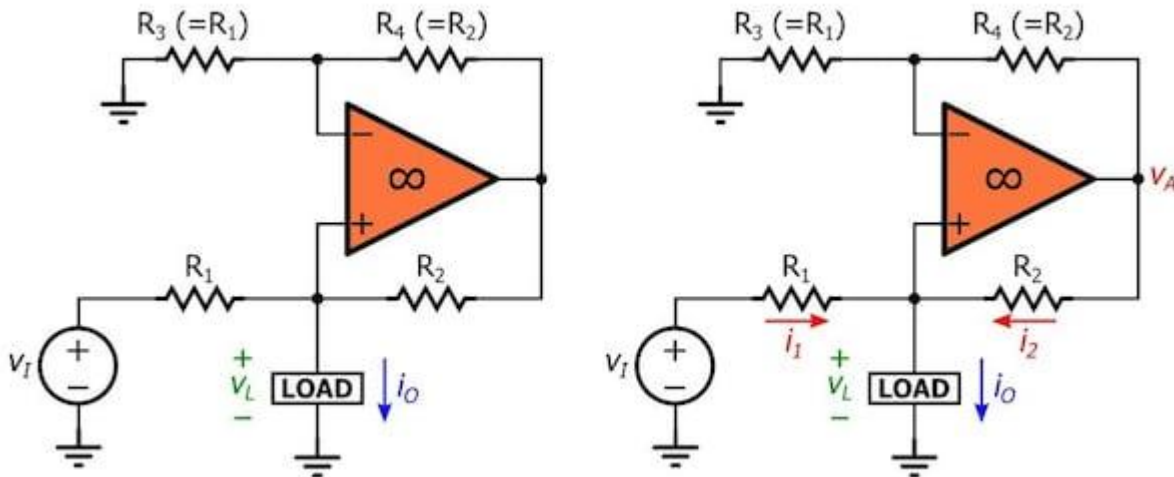 R3 (=R1) R4 (=R2) R3 (=R1) R4 (=R2)
− −
∞ ∞ vA
+ +
R1 R2 R1 R2
i1 i2
+ + + +
vI vL LOAD iO vI vL LOAD iO
− − − −